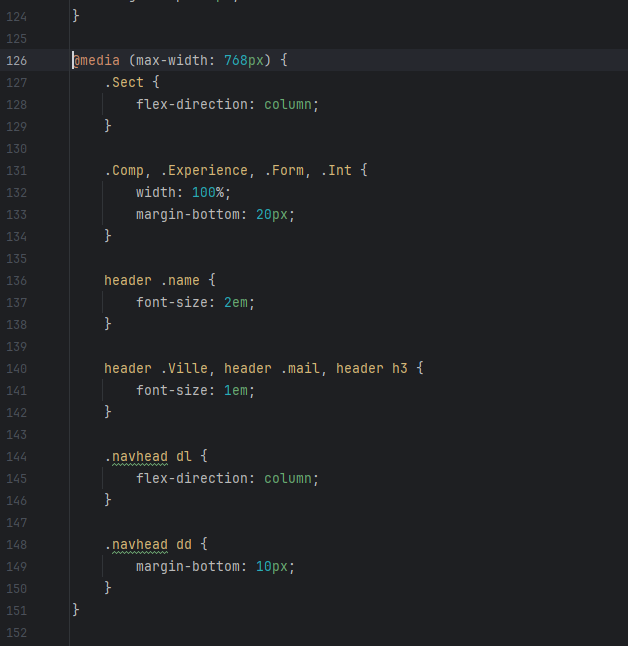 124 }
125
126 @media (max-width: 768px) {
127     .Sect {
128         flex-direction: column;
129     }
130
131     .Comp, .Experience, .Form, .Int {
132         width: 100%;
133         margin-bottom: 20px;
134     }
135
136     header .name {
137         font-size: 2em;
138     }
139
140     header .Ville, header .mail, header h3 {
141         font-size: 1em;
142     }
143
144     .navhead dl {
145         flex-direction: column;
146     }
147
148     .navhead dd {
149         margin-bottom: 10px;
150     }
151 }
152